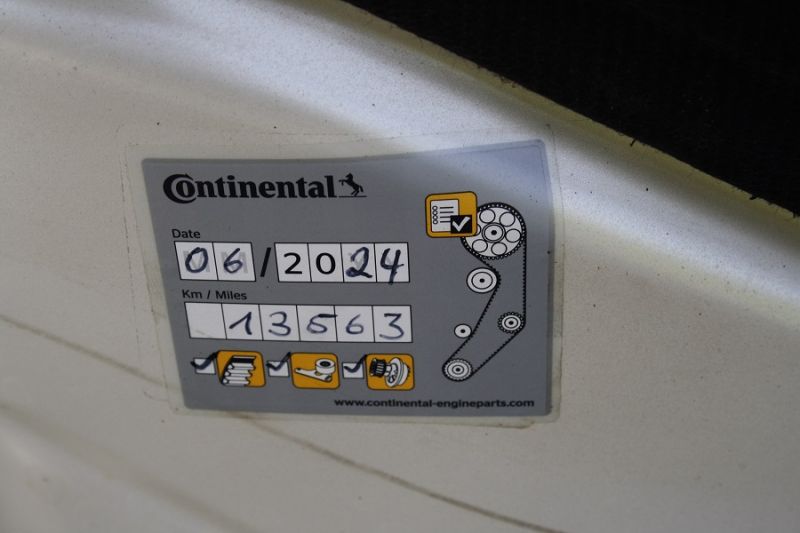 Continental
Date
06/2024
Km / Miles
13563
www.continental-engineparts.com